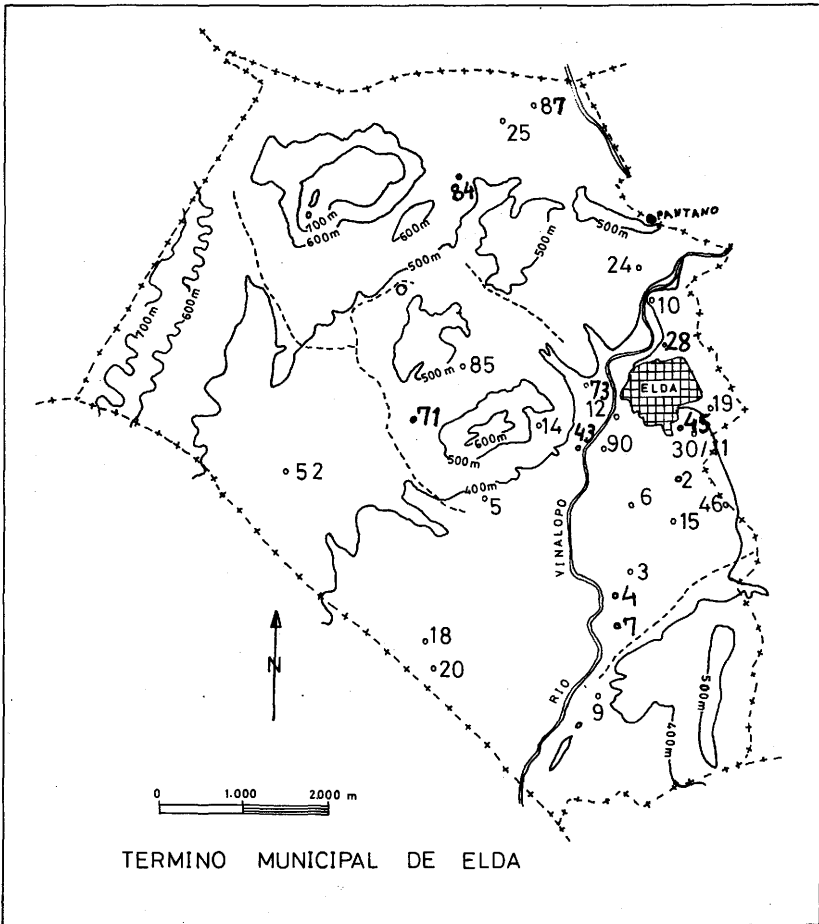 87
25
84
PANTANO
700m
600m
600m
500m
500m
500m
24
10
700m
600m
28
500m
85
ELDA
73
12
19
71
14
45
600m
43
90
30/31
500m
52
400m
2
5
6
46
15
VINALOPO
3
4
7
18
N
20
RIO
9
500m
400m
0 1.000 2.000 m
TERMINO MUNICIPAL DE ELDA